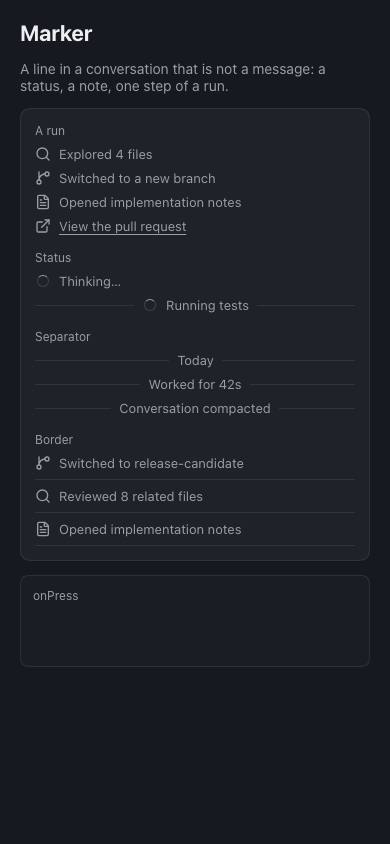 Marker
A line in a conversation that is not a message: a
status, a note, one step of a run.
A run
Explored 4 files
Switched to a new branch
Opened implementation notes
View the pull request
Status
Thinking...
Running tests
Separator
Today
Worked for 42s
Conversation compacted
Border
Switched to release-candidate
Reviewed 8 related files
Opened implementation notes
onPress